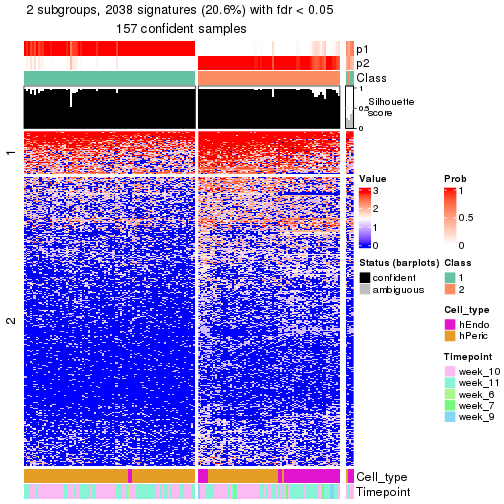 2 subgroups, 2038 signatures (20.6%) with fdr < 0.05
157 confident samples
p1
p2
Class
1
0.5
0
Silhouette
score
1
2
Value
3
2
1
0
Prob
1
0.5
0
Status (barplots)
confident
ambiguous
Class
1
2
Cell_type
hEndo
hPeric
Timepoint
week_10
week_11
week_6
week_7
week_9
Cell_type
Timepoint